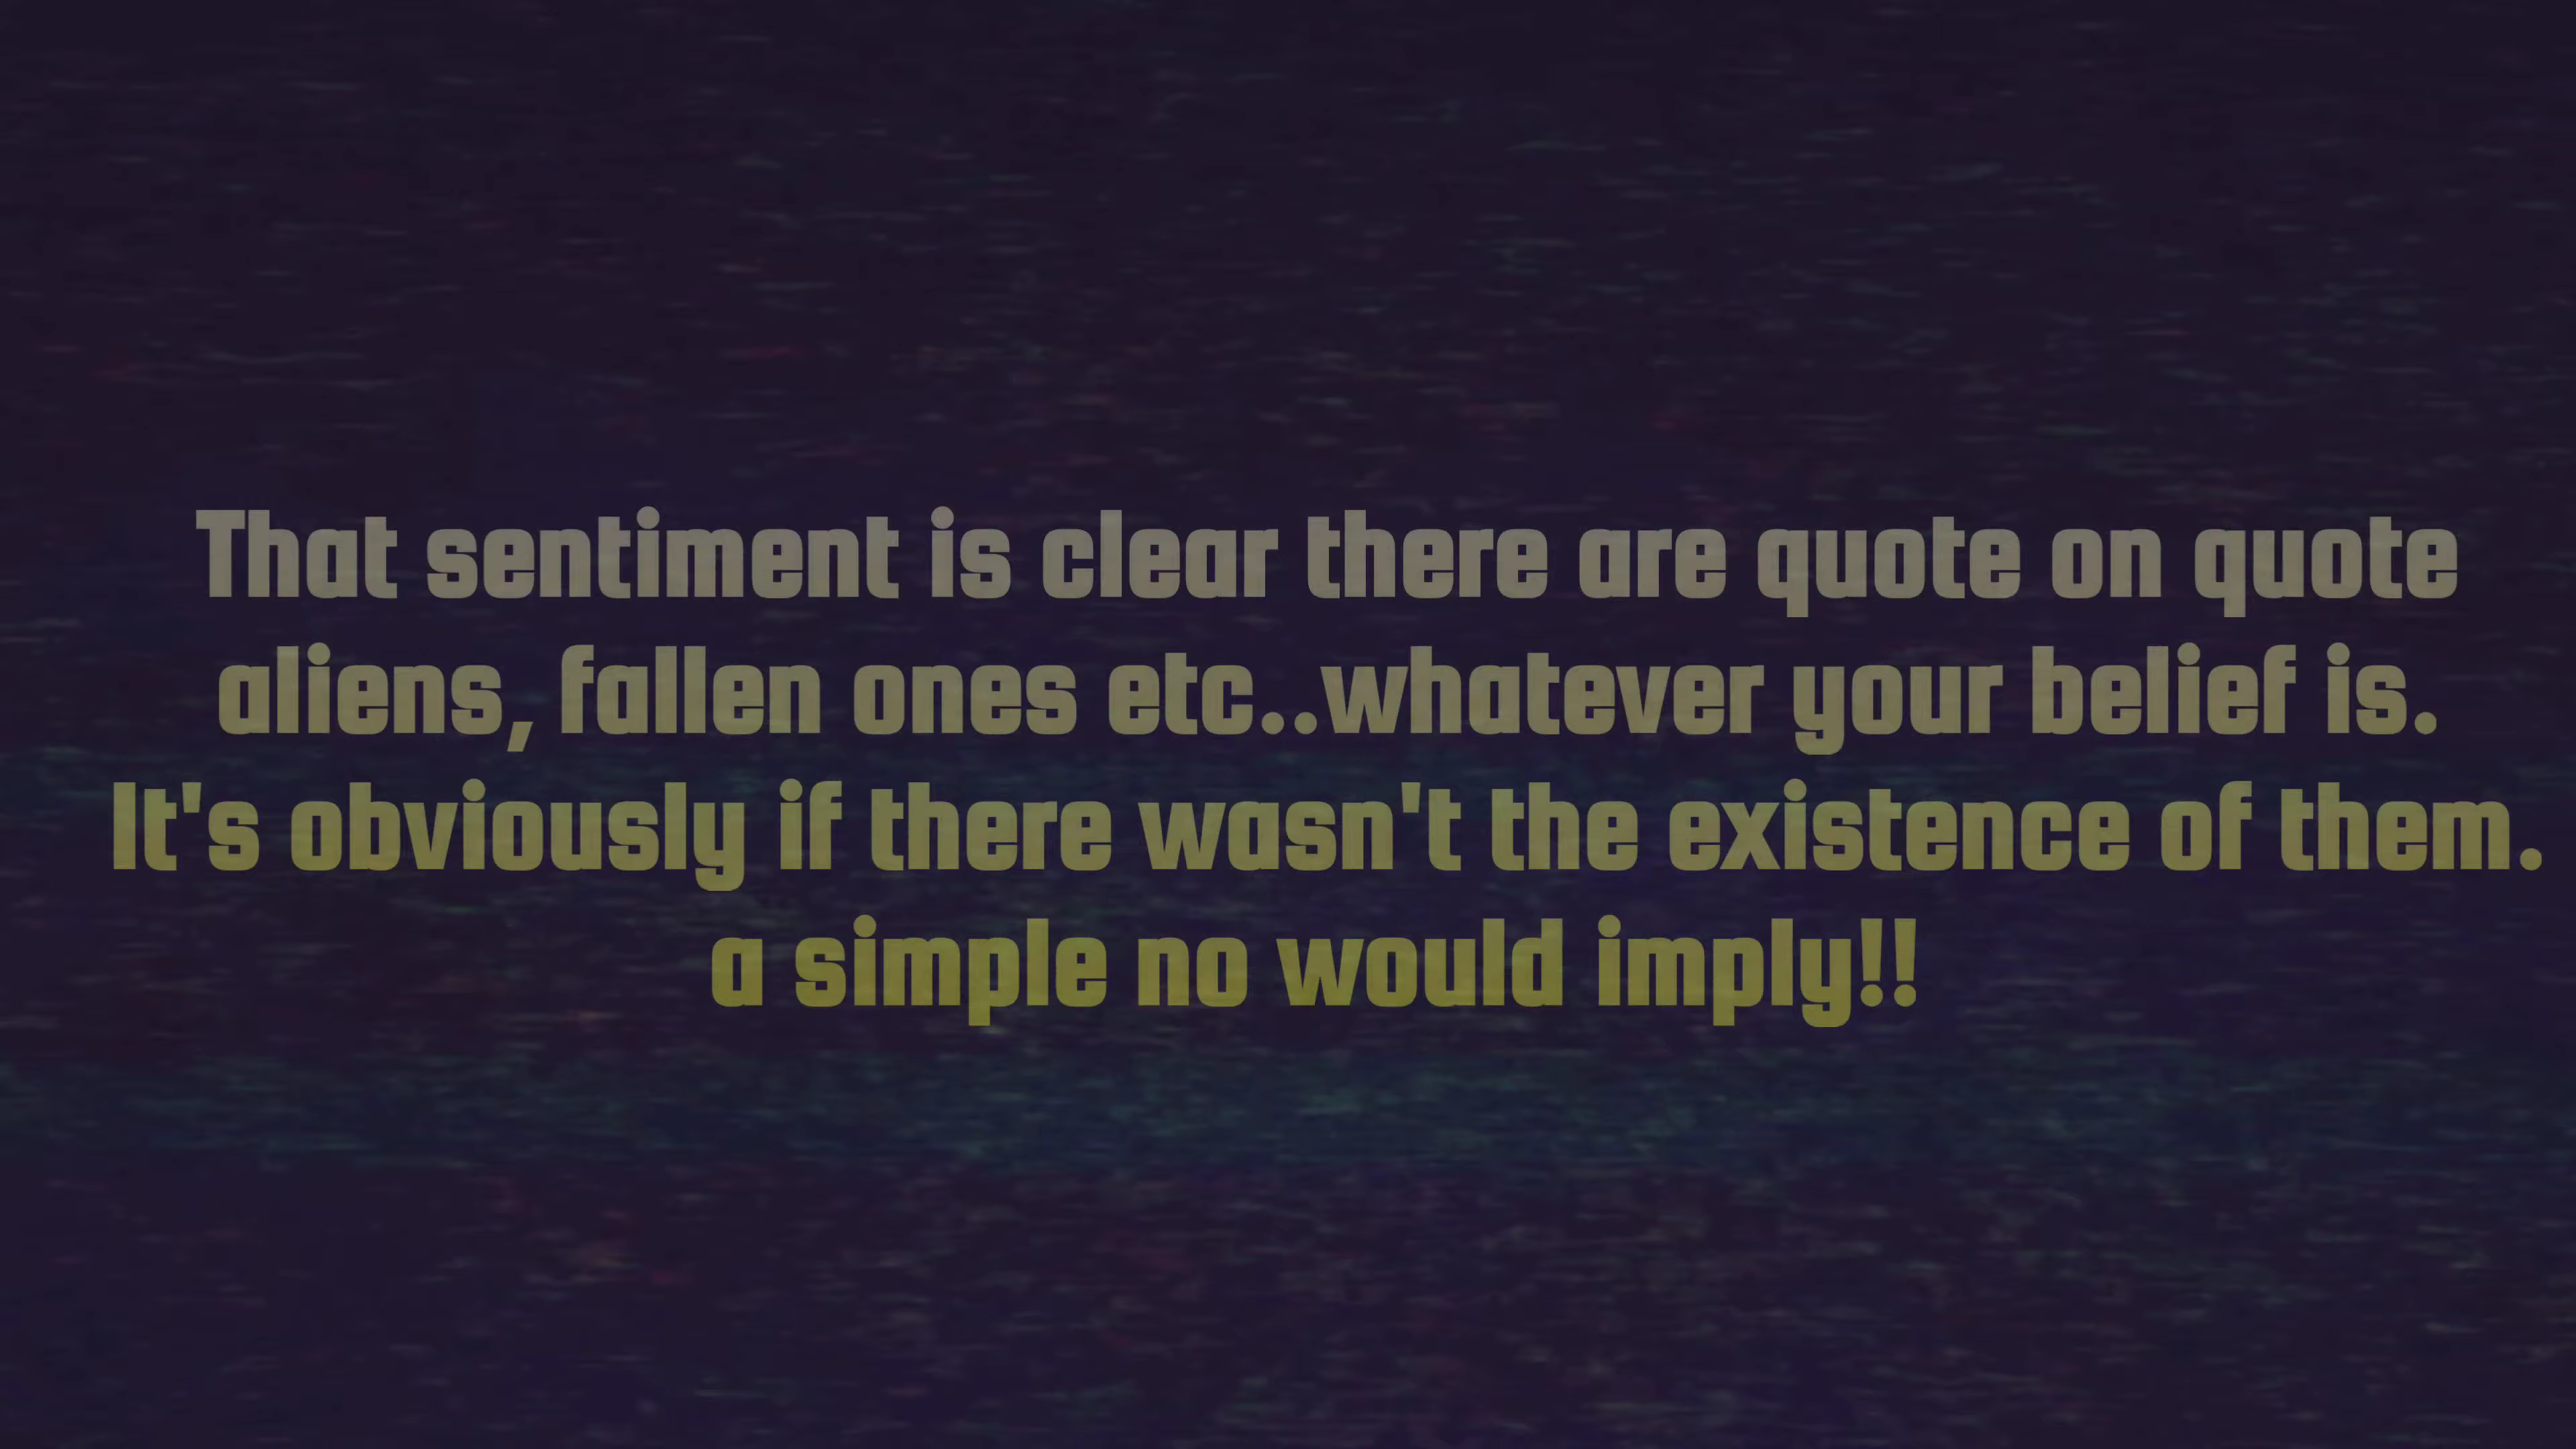 That sentiment is clear there are quote on quote
aliens, fallen ones etc..whatever your belief is.
It's obviously if there wasn't the existence of them.
a simple no would imply!!